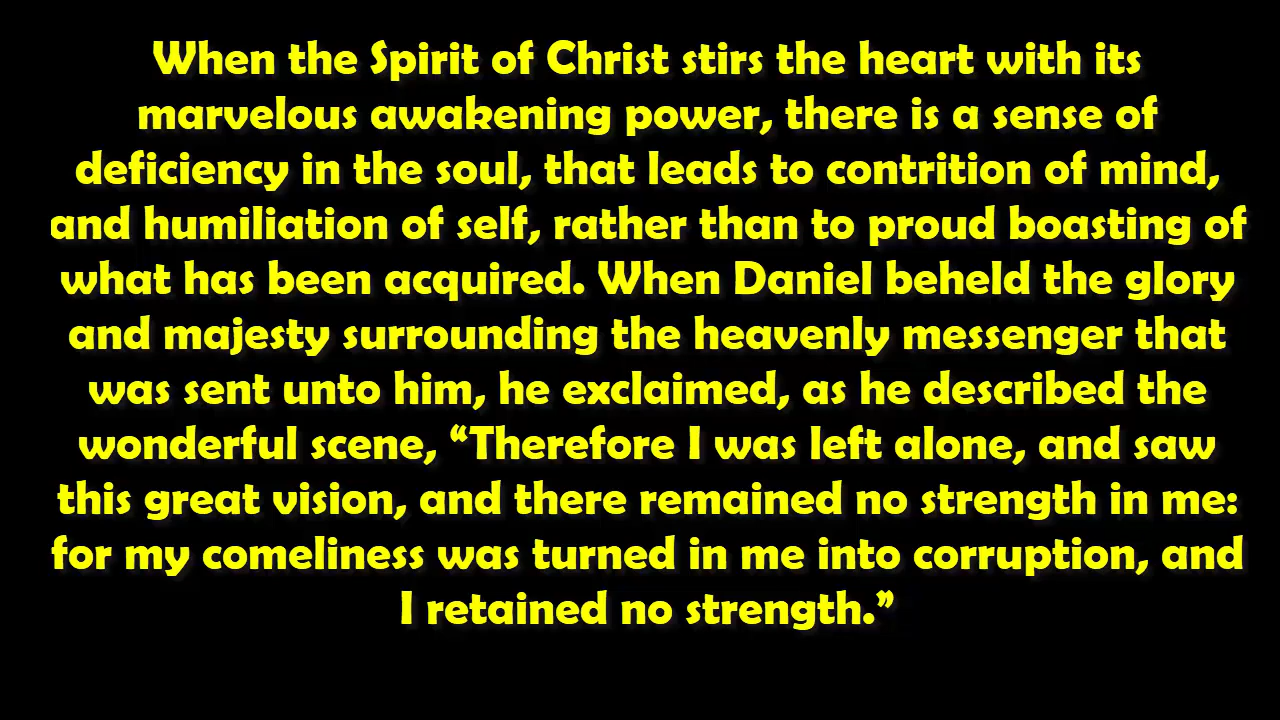 When the Spirit of Christ stirs the heart with its
marvelous awakening power, there is a sense of
deficiency in the soul, that leads to contrition of mind,
and humiliation of self, rather than to proud boasting of
what has been acquired. When Daniel beheld the glory
and majesty surrounding the heavenly messenger that
was sent unto him, he exclaimed, as he described the
wonderful scene, “Therefore I was left alone, and saw
this great vision, and there remained no strength in me:
for my comeliness was turned in me into corruption, and
I retained no strength.”